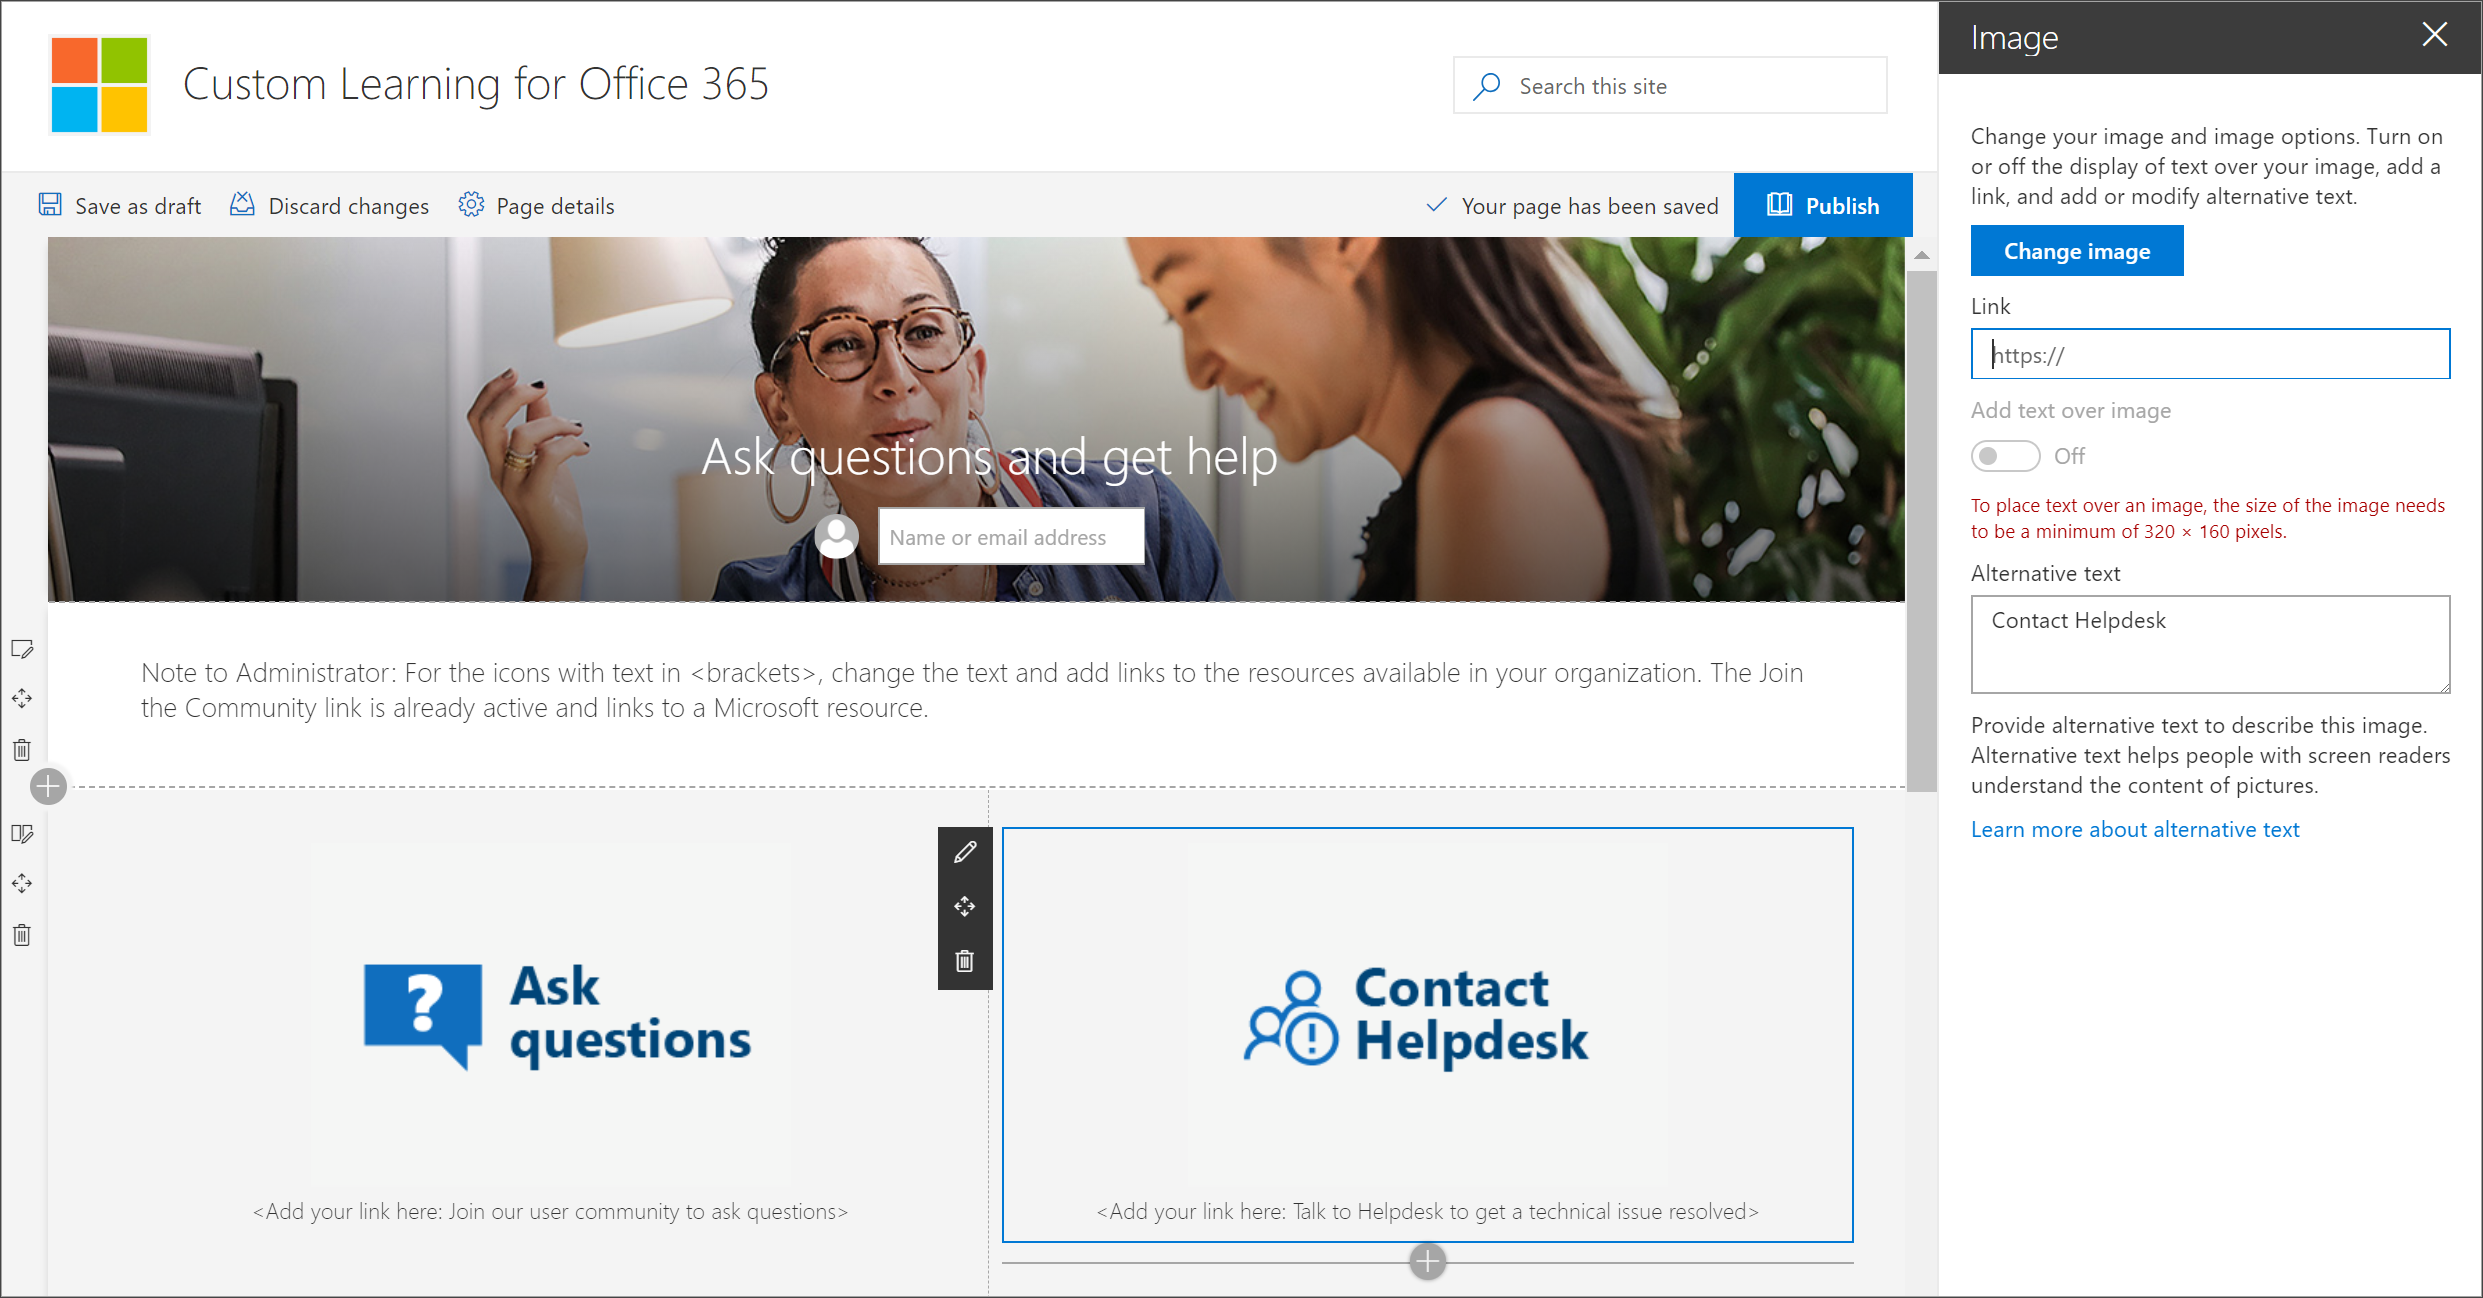 Custom Learning for Office 365
Search this site
Save as draft
Discard changes
Page details
Your page has been saved
Publish
Ask questions and get help
Name or email address
Note to Administrator: For the icons with text in <brackets>, change the text and add links to the resources available in your organization. The Join
the Community link is already active and links to a Microsoft resource.
?
Ask
questions
<Add your link here: Join our user community to ask questions>
Contact
Helpdesk
<Add your link here: Talk to Helpdesk to get a technical issue resolved>
Image
Change your image and image options. Turn on
or off the display of text over your image, add a
link, and add or modify alternative text.
Change image
Link
https://
Add text over image
Off
To place text over an image, the size of the image needs
to be a minimum of 320 × 160 pixels.
Alternative text
Contact Helpdesk
Provide alternative text to describe this image.
Alternative text helps people with screen readers
understand the content of pictures.
Learn more about alternative text